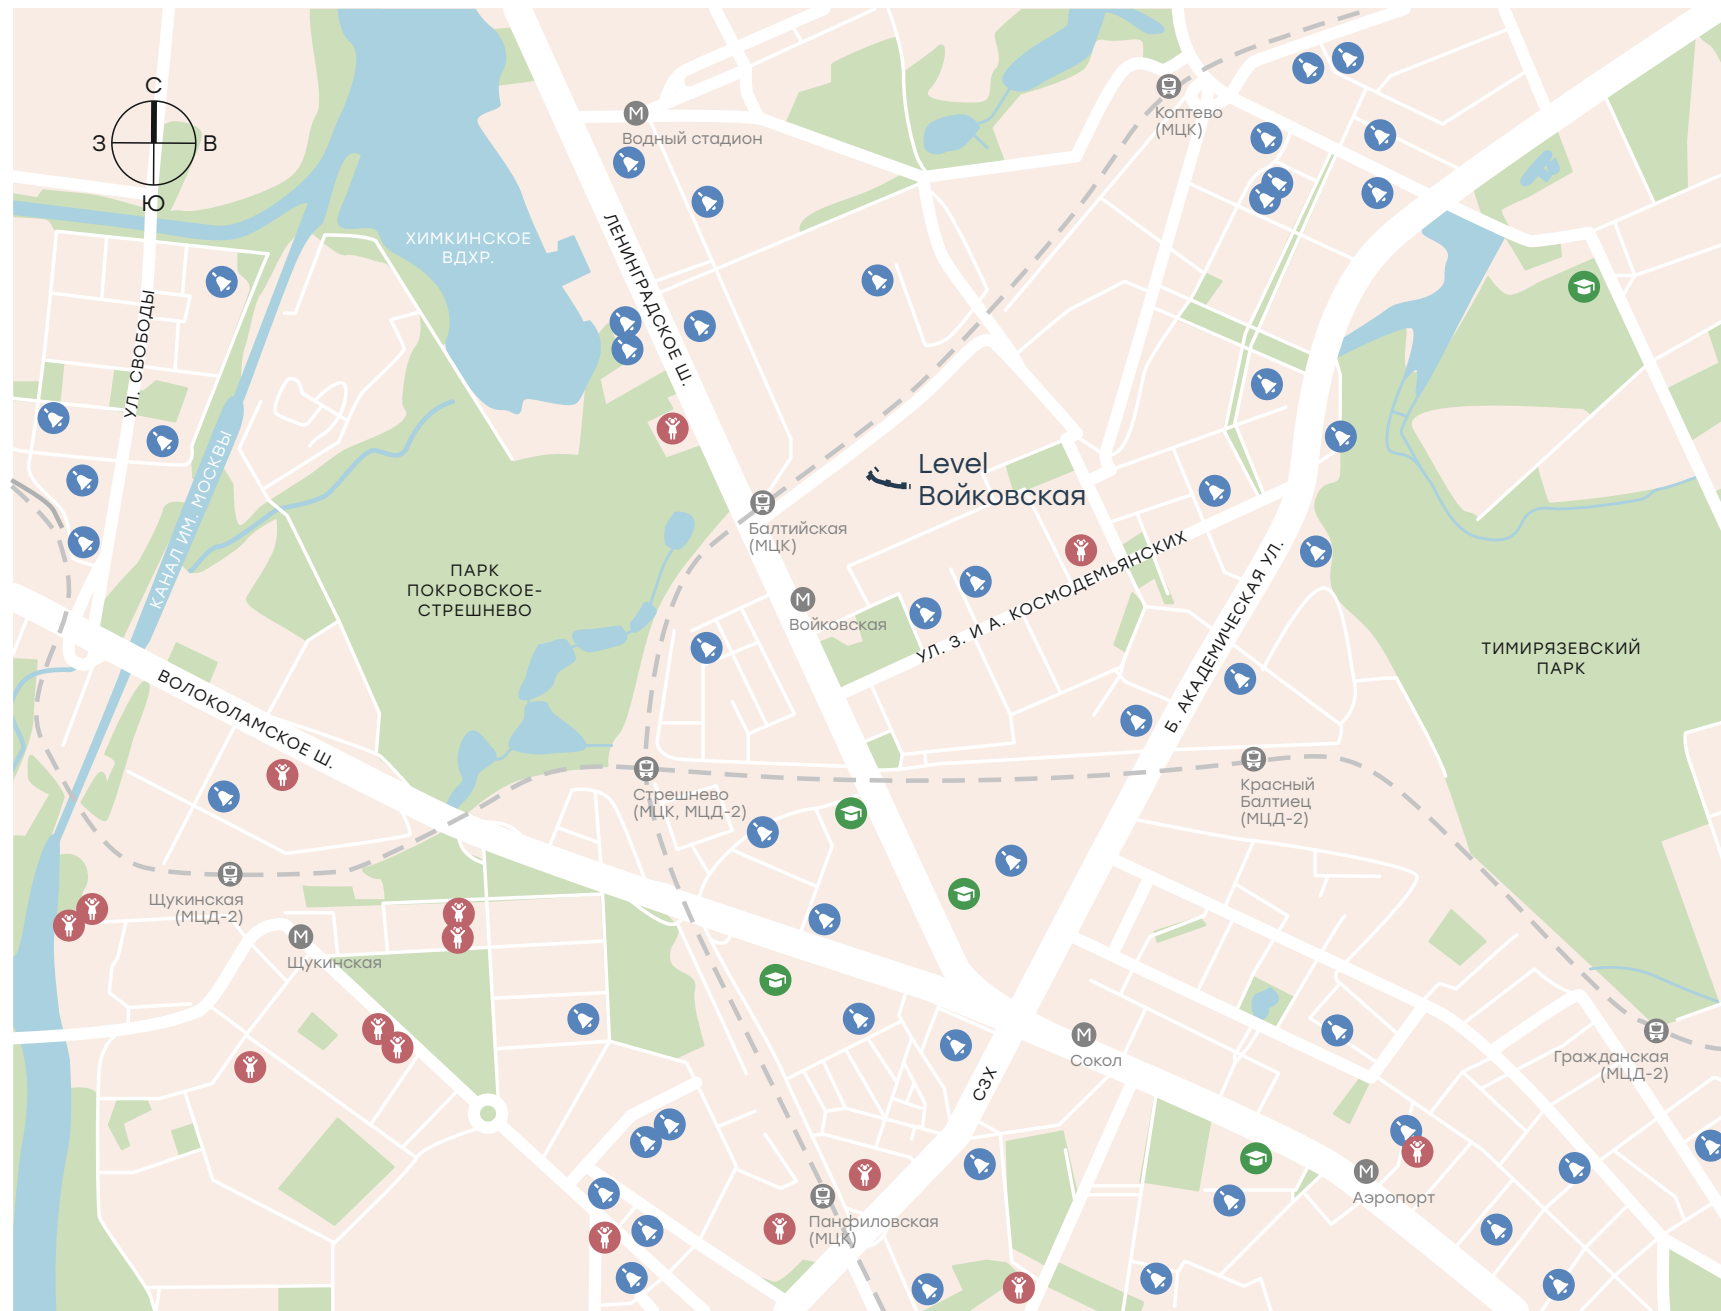 С
З
В
Ю
М
Водный стадион
Коптево
(МЦК)
ХИМКИНСКОЕ
ВДХР.
ЛЕНИНГРАДСКОЕ Ш.
УЛ. СВОБОДЫ
КАНАЛ ИМ. МОСКВЫ
Level
Войковская
Балтийская
(МЦК)
ПАРК
ПОКРОВСКОЕ-
СТРЕШНЕВО
М
Войковская
УЛ. З. И А. КОСМОДЕМЬЯНСКИХ
Б. АКАДЕМИЧЕСКАЯ УЛ.
ТИМИРЯЗЕВСКИЙ
ПАРК
ВОЛОКОЛАМСКОЕ Ш.
Стрешнево
(МЦК, МЦД-2)
Красный
Балтиец
(МЦД-2)
Щукинская
(МЦД-2)
М
Щукинская
М
Сокол
СЗХ
Гражданская
(МЦД-2)
М
Аэропорт
Панфиловская
(МЦК)